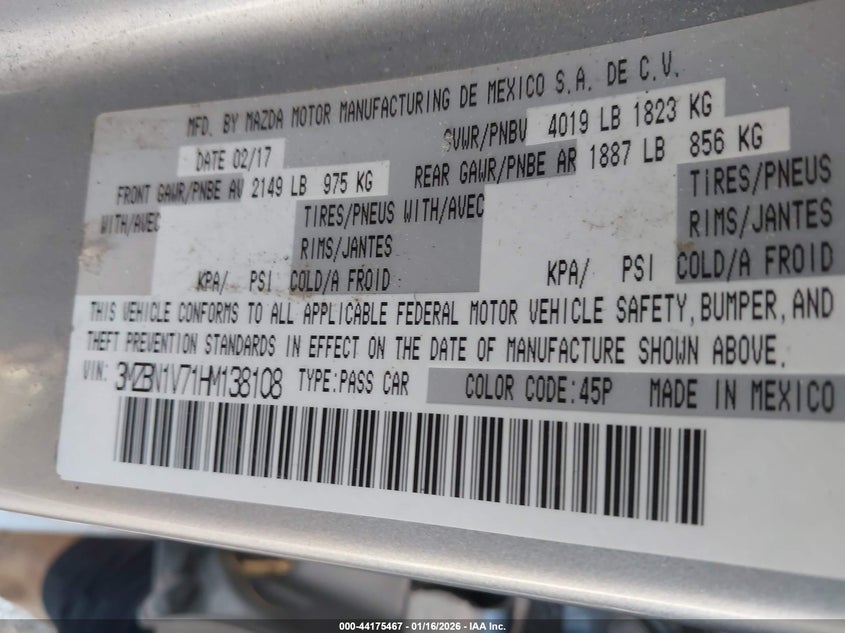 MFD. BY MAZDA MOTOR MANUFACTURING DE MEXICO S.A. DE C.V.
DATE 02/17 GVWR/PNBV 4019 LB 1823 KG
FRONT GAWR/PNBE AV 2149 LB 975 KG REAR GAWR/PNBE AR 1887 LB 856 KG
WITH/AVEC TIRES/PNEUS WITH/AVEC TIRES/PNEUS
RIMS/JANTES RIMS/JANTES
KPA/ PSI COLD/A FROID KPA/ PSI COLD/A FROID
THIS VEHICLE CONFORMS TO ALL APPLICABLE FEDERAL MOTOR VEHICLE SAFETY, BUMPER, AND
THEFT PREVENTION STANDARDS IN EFFECT ON THE DATE OF MANUFACTURE SHOWN ABOVE.
VIN: 3MZBN1V71HM138108 TYPE:PASS CAR COLOR CODE:45P MADE IN MEXICO
000-44175467 - 01/16/2026 - IAA Inc.